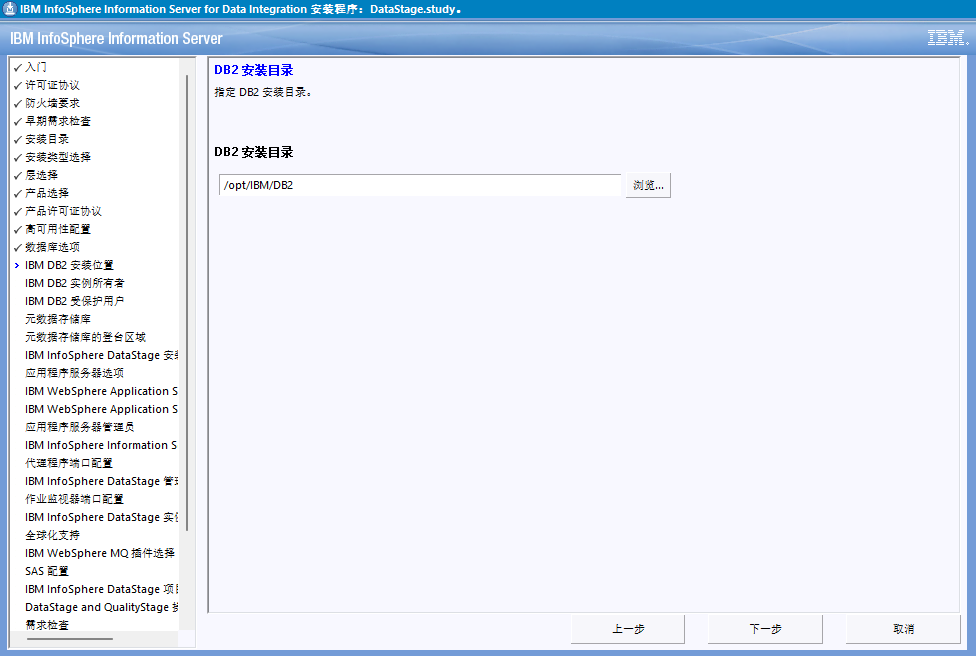 IBM InfoSphere Information Server for Data Integration 安装程序：DataStage.study。
IBM InfoSphere Information Server
IBM.
入门
许可证协议
防火墙要求
早期需求检查
安装目录
安装类型选择
层选择
产品选择
产品许可证协议
高可用性配置
数据库选项
IBM DB2 安装位置
IBM DB2 实例所有者
IBM DB2 受保护用户
元数据存储库
元数据存储库的登台区域
IBM InfoSphere DataStage 安装
应用程序服务器选项
IBM WebSphere Application S
IBM WebSphere Application S
应用程序服务器管理员
IBM InfoSphere Information S
代理程序端口配置
IBM InfoSphere DataStage 管理
作业监视器端口配置
IBM InfoSphere DataStage 实例
全球化支持
IBM WebSphere MQ 插件选择
SAS 配置
IBM InfoSphere DataStage 项目
DataStage and QualityStage
需求检查
DB2 安装目录
指定 DB2 安装目录。
DB2 安装目录
/opt/IBM/DB2
浏览...
上一步
下一步
取消